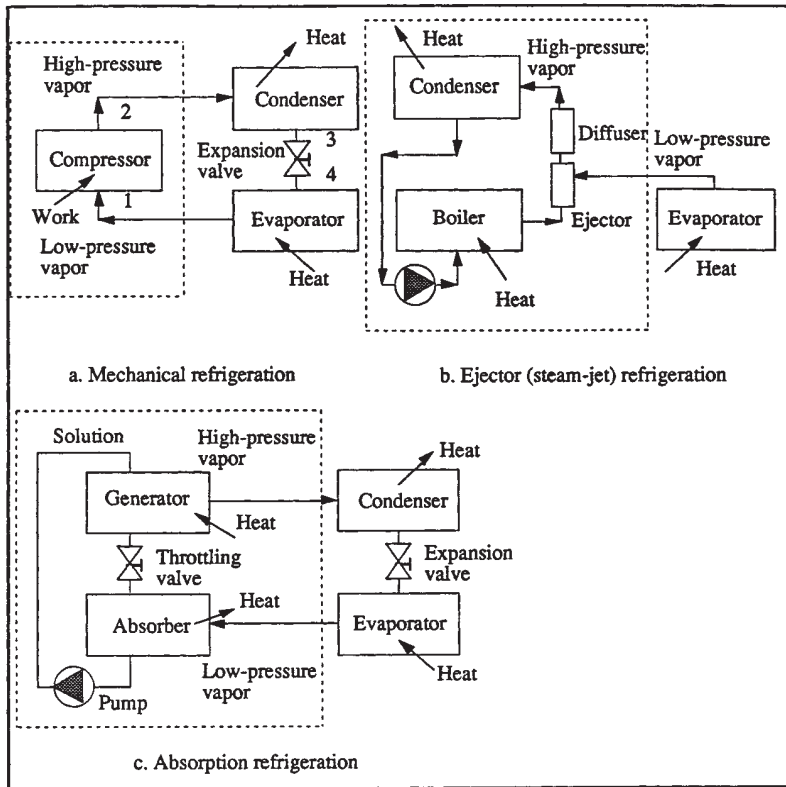 Heat
High-pressure
vapor
2
Condenser
3
Expansion
valve
4
Compressor
1
Work
Evaporator
Low-pressure
vapor
Heat
a. Mechanical refrigeration
Heat
High-pressure
vapor
Condenser
Diffuser
Low-pressure
vapor
Boiler
Ejector
Evaporator
Heat
Heat
b. Ejector (steam-jet) refrigeration
Solution
High-pressure
vapor
Heat
Generator
Condenser
Heat
Throttling
valve
Expansion
valve
Absorber
Heat
Evaporator
Low-pressure
vapor
Heat
Pump
c. Absorption refrigeration